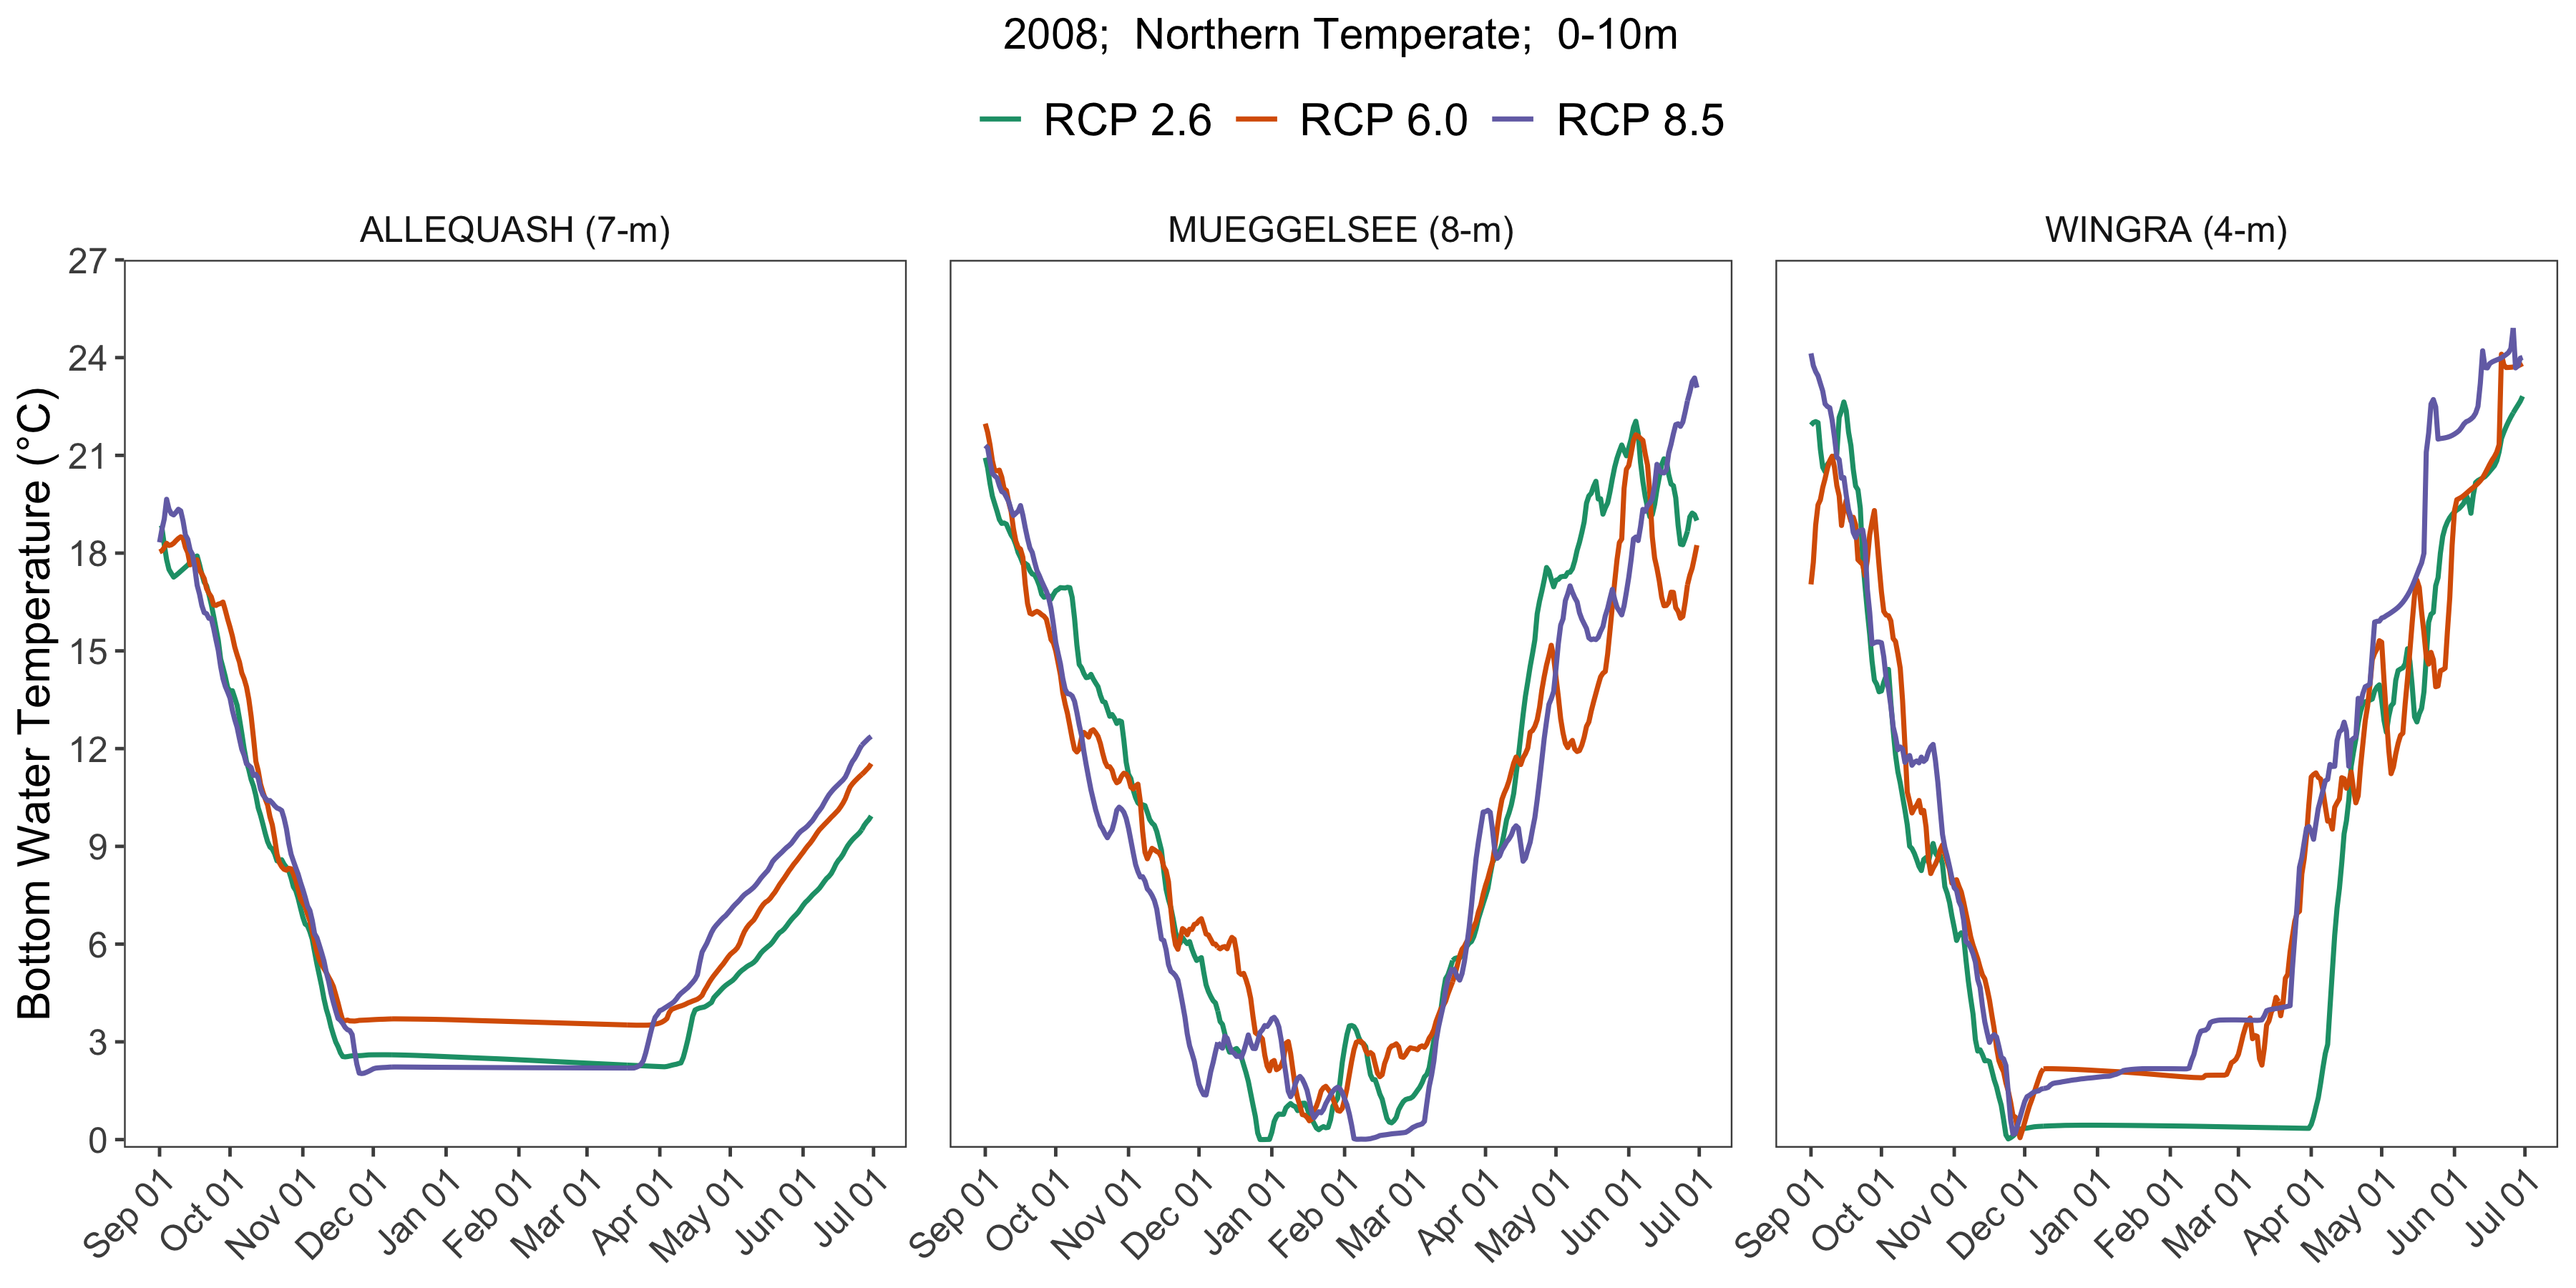 2008;  Northern Temperate;  0-10m
RCP 2.6 RCP 6.0 RCP 8.5
ALLEQUASH (7-m) MUEGGELSEE (8-m) WINGRA (4-m)
Bottom Water Temperature (°C)
27
24
21
18
15
12
9
6
3
0
Sep 01 Oct 01 Nov 01 Dec 01 Jan 01 Feb 01 Mar 01 Apr 01 May 01 Jun 01 Jul 01 Sep 01 Oct 01 Nov 01 Dec 01 Jan 01 Feb 01 Mar 01 Apr 01 May 01 Jun 01 Jul 01 Sep 01 Oct 01 Nov 01 Dec 01 Jan 01 Feb 01 Mar 01 Apr 01 May 01 Jun 01 Jul 01